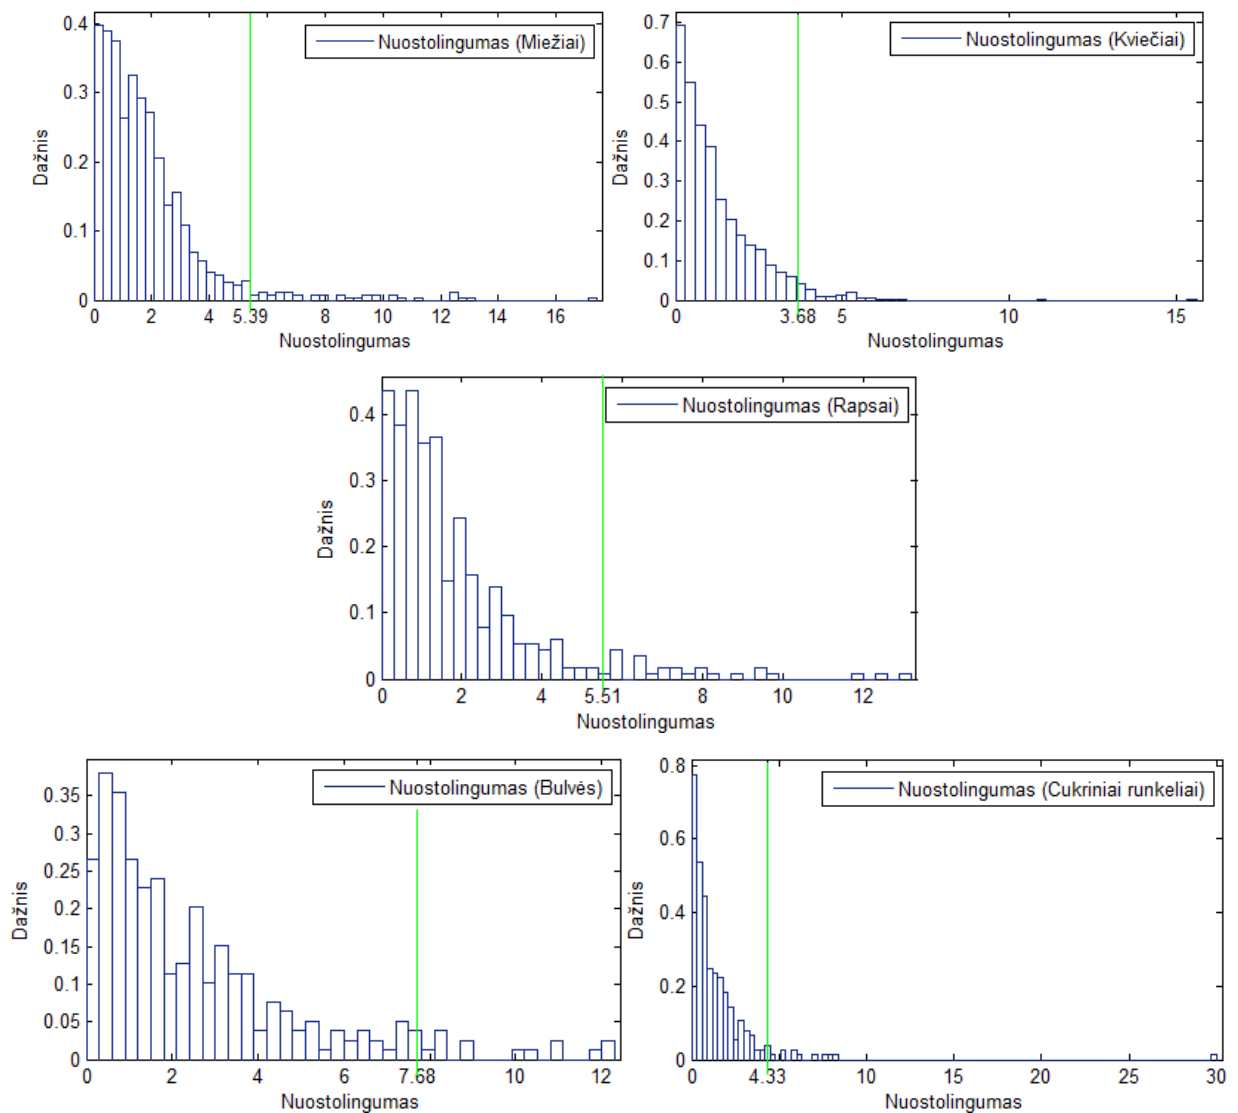 Nuostolingumas (Miežiai)
Dažnis
0.4
0.3
0.2
0.1
0
0 2 4 5.39 8 10 12 14 16
Nuostolingumas
Nuostolingumas (Kviečiai)
Dažnis
0.7
0.6
0.5
0.4
0.3
0.2
0.1
0
0 3.68 5 10 15
Nuostolingumas
Nuostolingumas (Rapsai)
Dažnis
0.4
0.3
0.2
0.1
0
0 2 4 5.51 8 10 12
Nuostolingumas
Nuostolingumas (Bulvės)
Dažnis
0.35
0.3
0.25
0.2
0.15
0.1
0.05
0
0 2 4 6 7.68 10 12
Nuostolingumas
Nuostolingumas (Cukriniai runkeliai)
Dažnis
0.8
0.6
0.4
0.2
0
0 4.33 10 15 20 25 30
Nuostolingumas